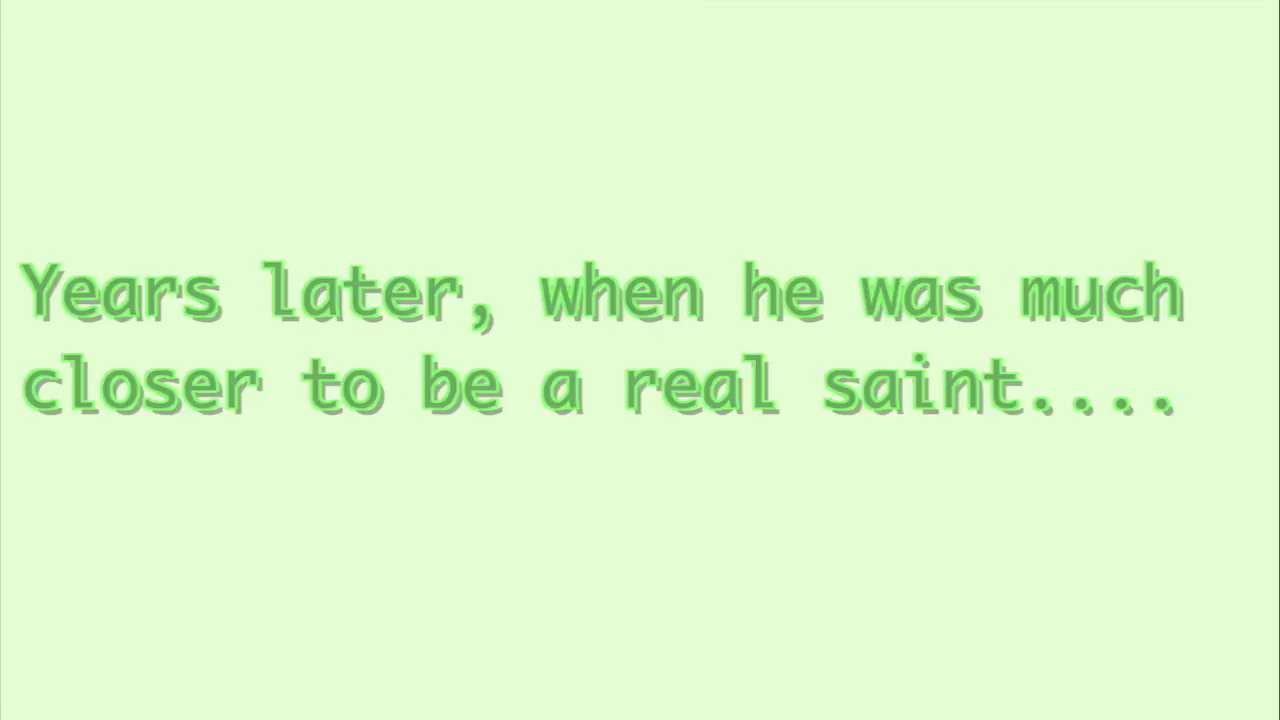 Years later, when he was much
closer to be a real saint....